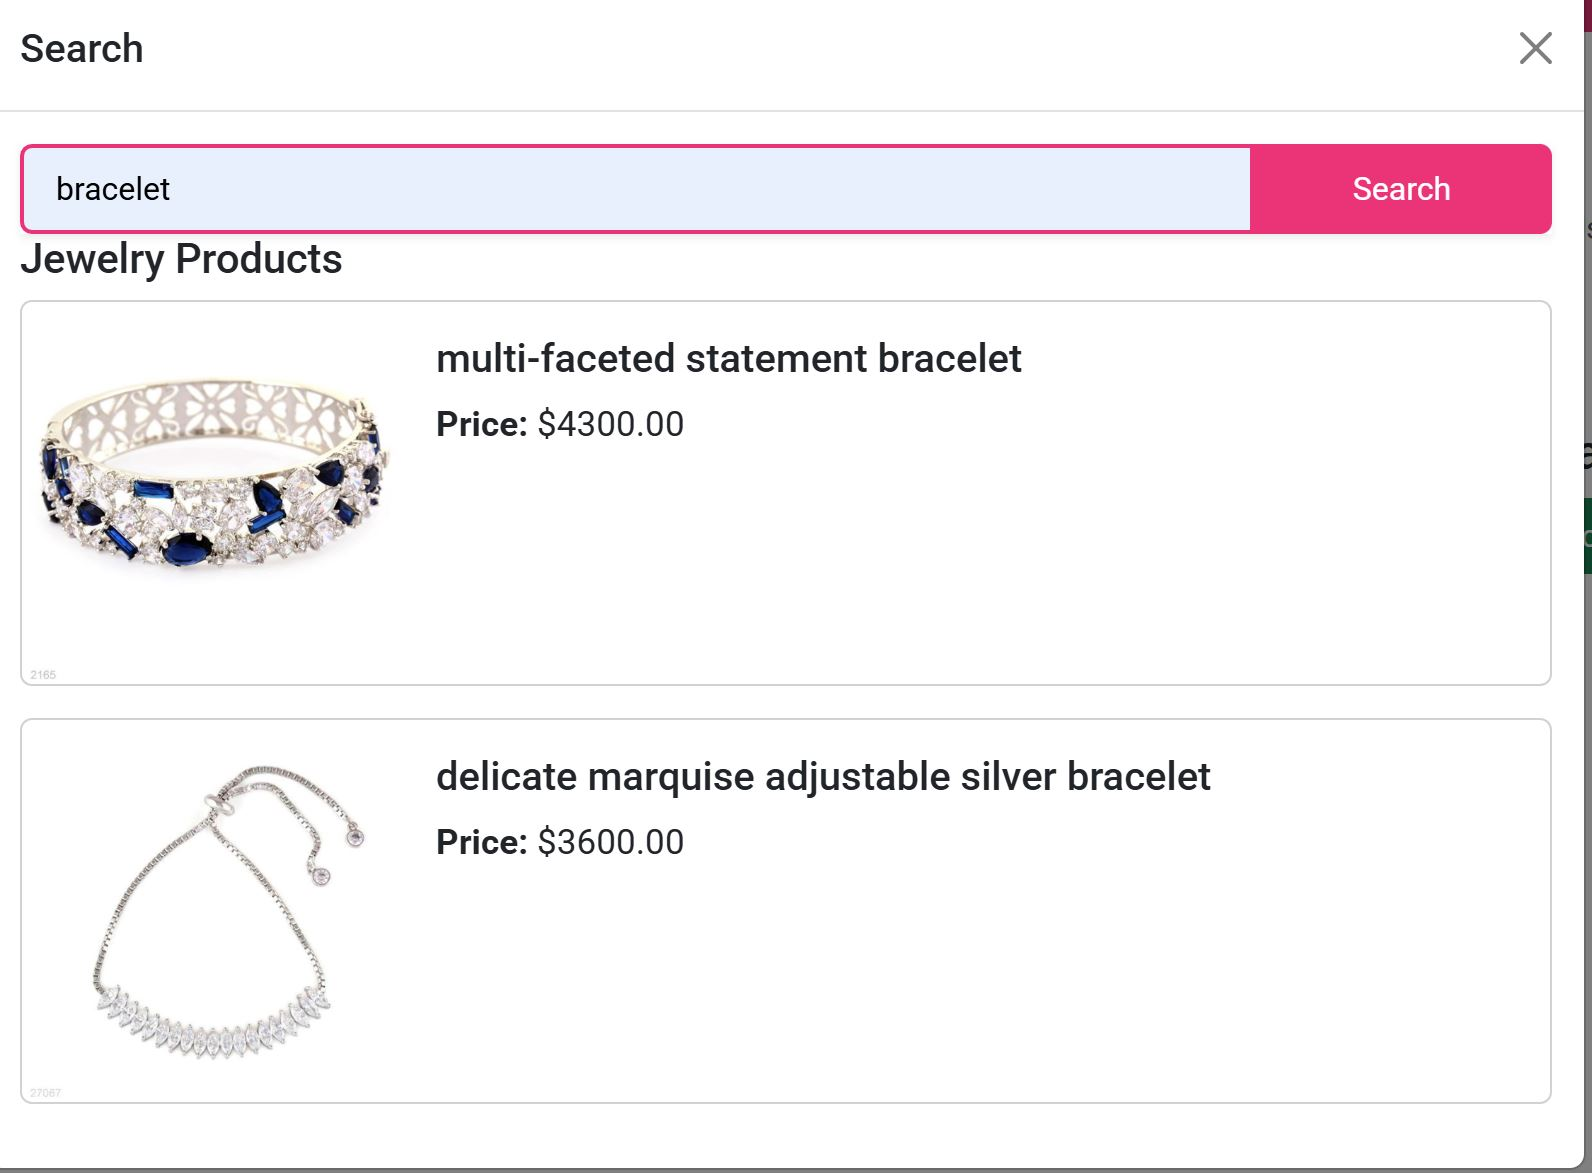 Search
bracelet
Search
Jewelry Products
multi-faceted statement bracelet
Price: $4300.00
2165
delicate marquise adjustable silver bracelet
Price: $3600.00
27067